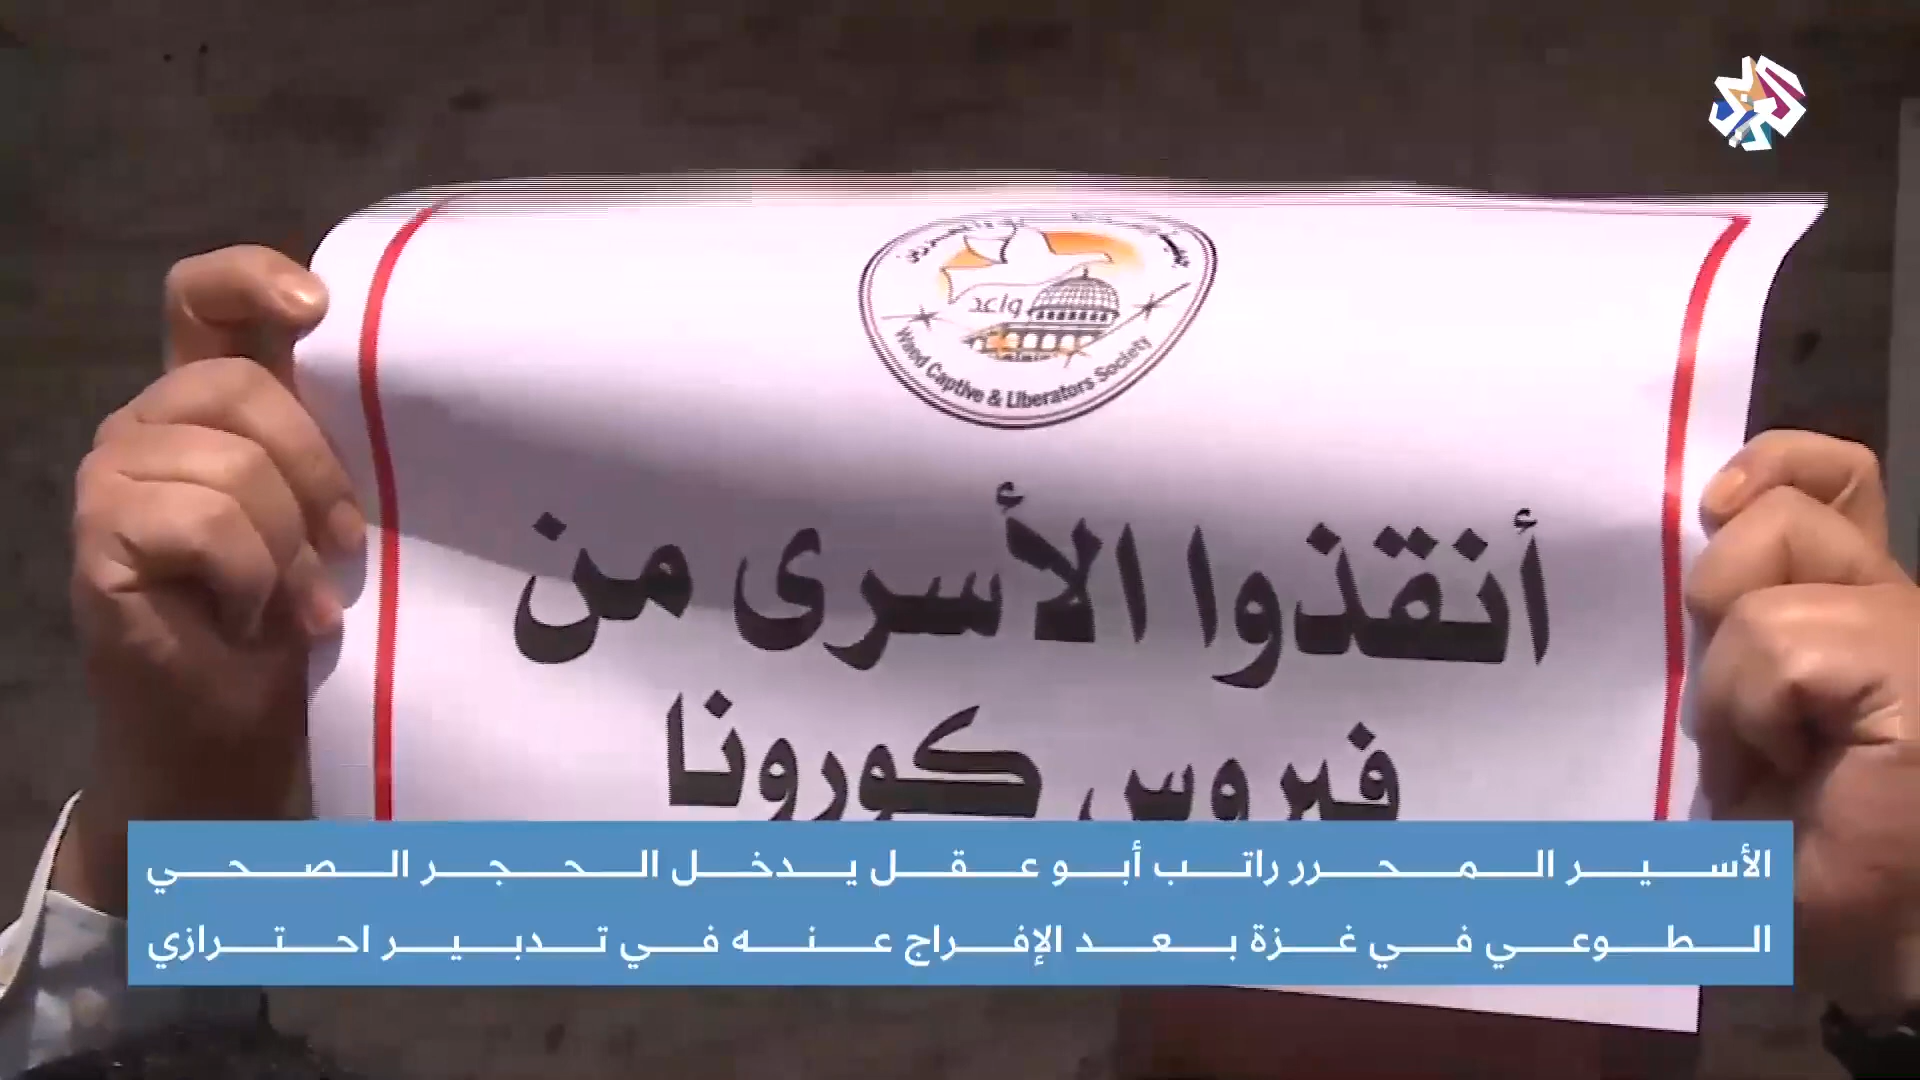 واعد
Waed Captive & Liberators Society
أنقذوا الأسرى من
فيروس كورونا
الأسير المحرر راتب أبو عقل يدخل الحجر الصحي
الطوعي في غزة بعد الإفراج عنه في تدبير احترازي